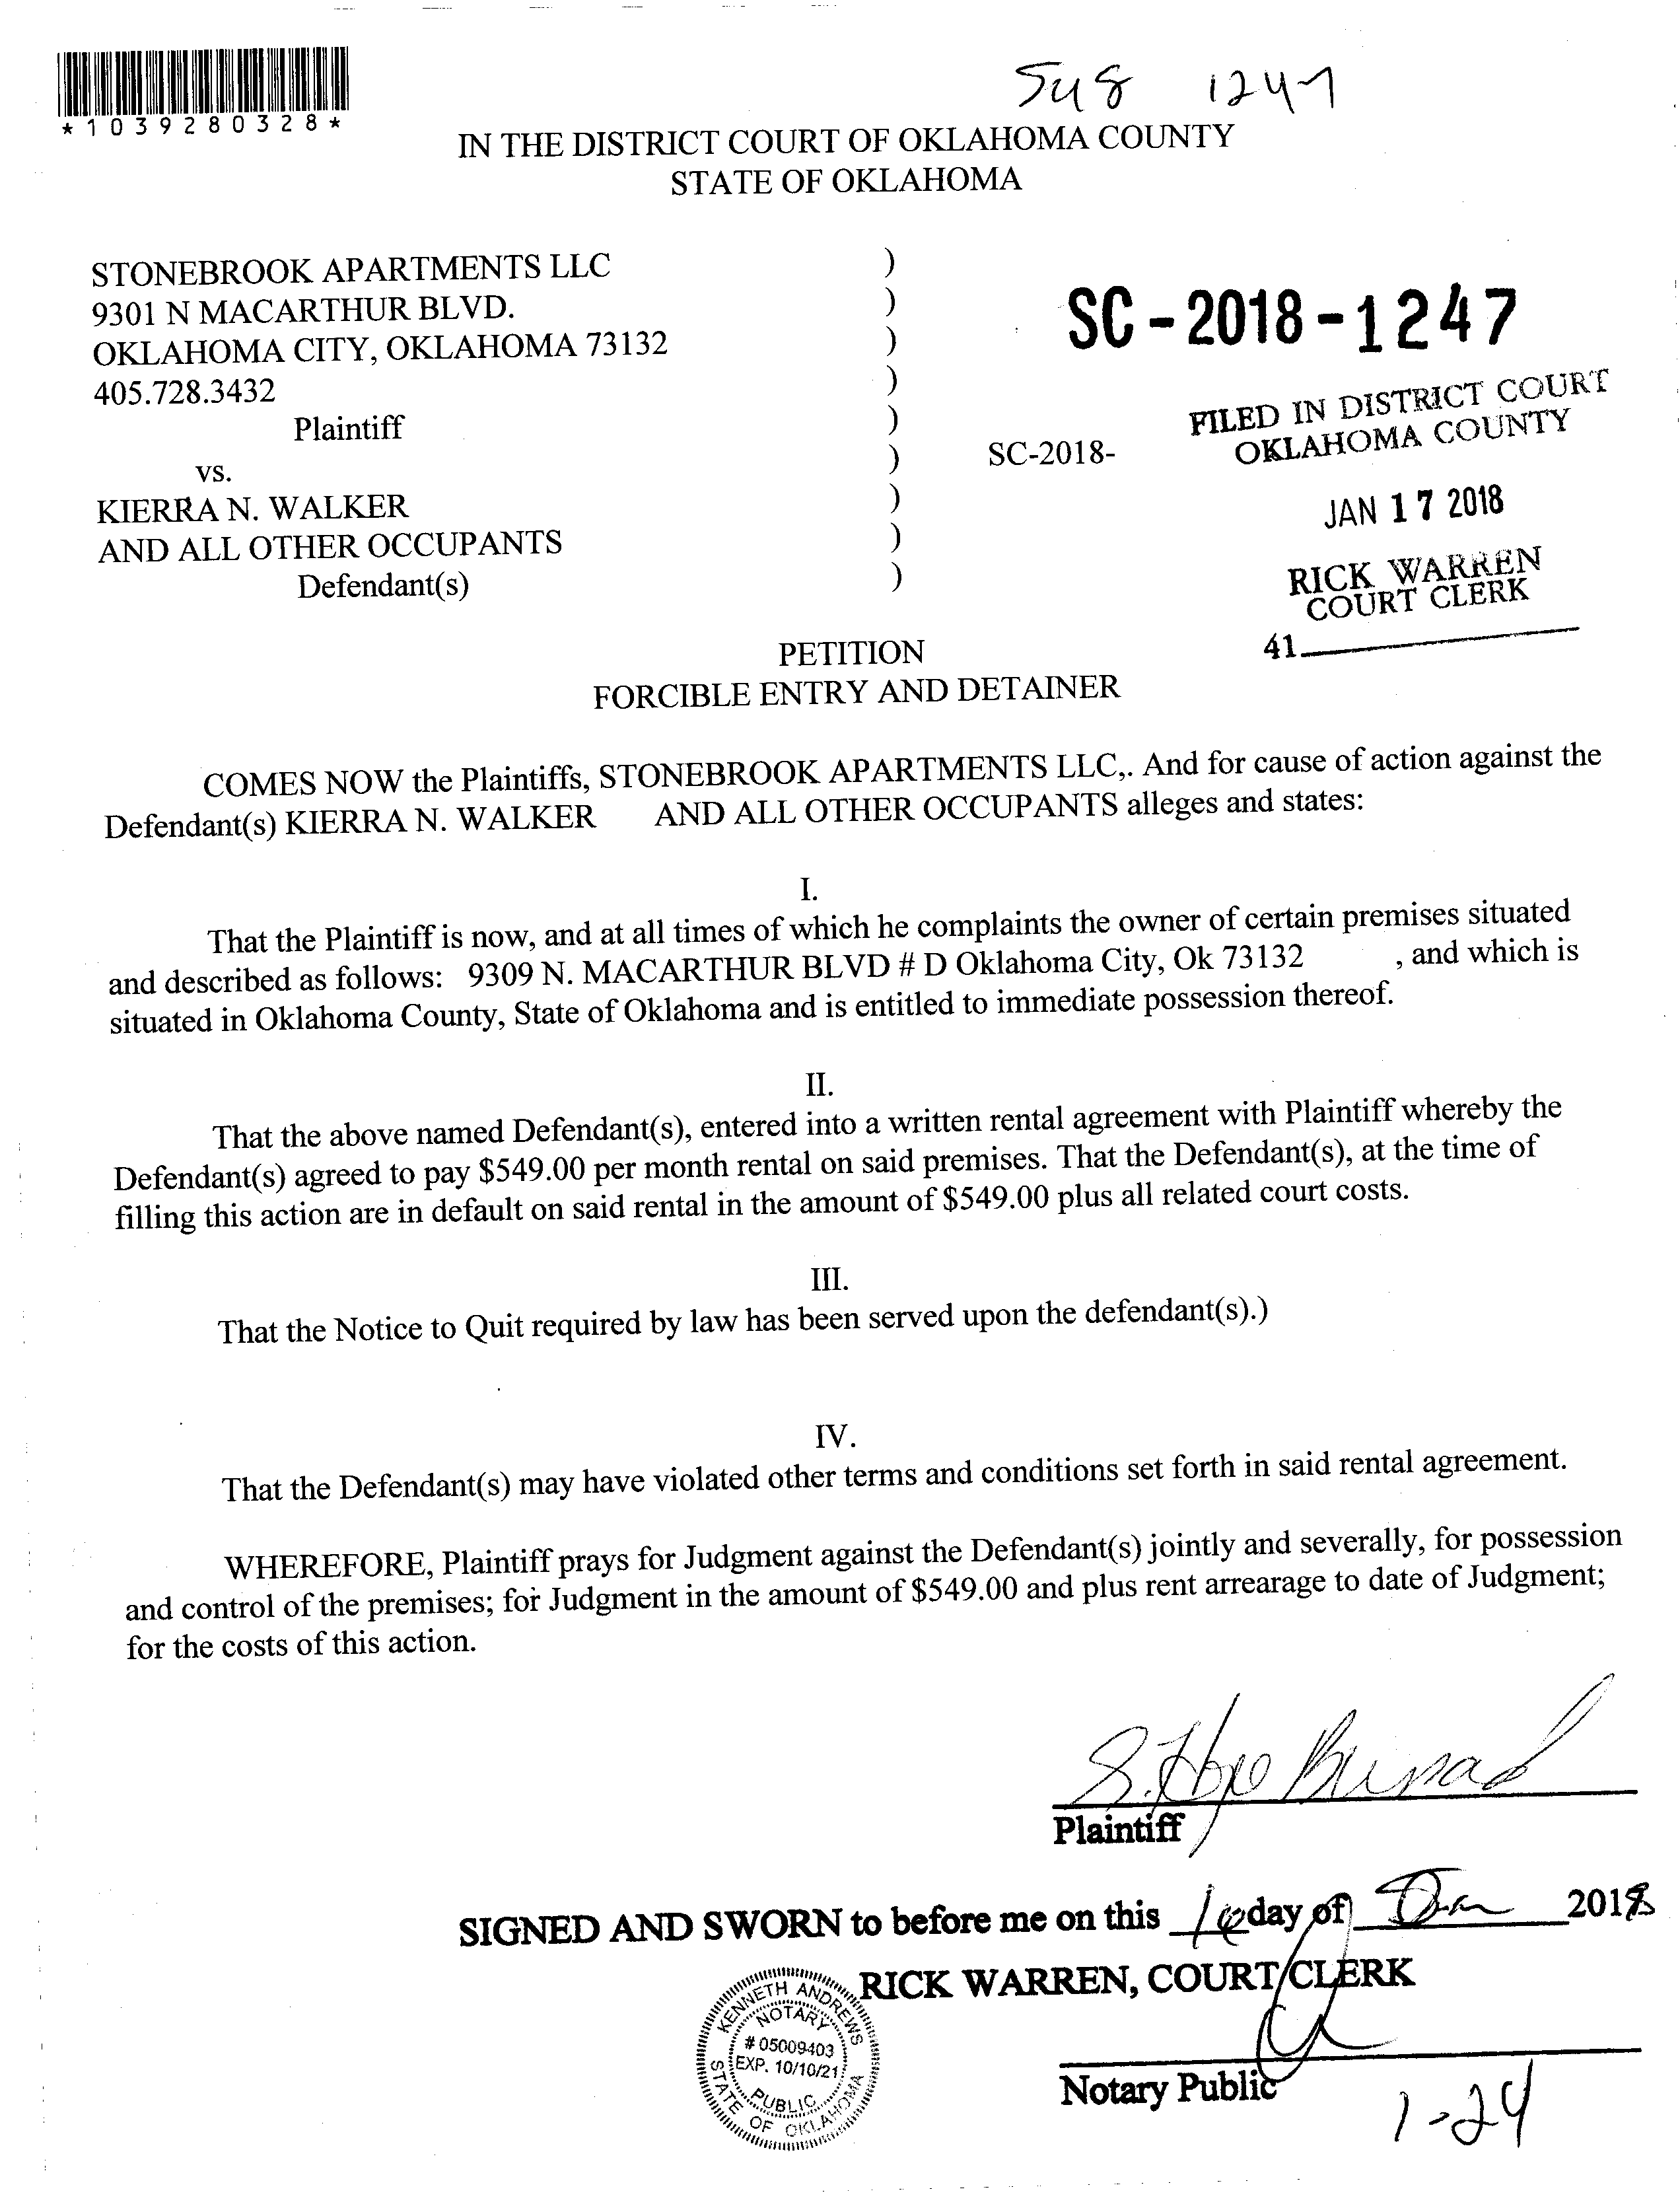 548 1247
*1039280328*
IN THE DISTRICT COURT OF OKLAHOMA COUNTY
STATE OF OKLAHOMA
STONEBROOK APARTMENTS LLC )
9301 N MACARTHUR BLVD. )
OKLAHOMA CITY, OKLAHOMA 73132 )
405.728.3432 )
Plaintiff )
vs. )
KIERRA N. WALKER )
AND ALL OTHER OCCUPANTS )
Defendant(s) )
SC-2018-1247
SC-2018-
FILED IN DISTRICT COURT
OKLAHOMA COUNTY
JAN 17 2018
RICK WARREN
COURT CLERK
41
PETITION
FORCIBLE ENTRY AND DETAINER
COMES NOW the Plaintiffs, STONEBROOK APARTMENTS LLC,. And for cause of action against the
Defendant(s) KIERRA N. WALKER AND ALL OTHER OCCUPANTS alleges and states:
I.
That the Plaintiff is now, and at all times of which he complaints the owner of certain premises situated
and described as follows: 9309 N. MACARTHUR BLVD # D Oklahoma City, Ok 73132 , and which is
situated in Oklahoma County, State of Oklahoma and is entitled to immediate possession thereof.
II.
That the above named Defendant(s), entered into a written rental agreement with Plaintiff whereby the
Defendant(s) agreed to pay $549.00 per month rental on said premises. That the Defendant(s), at the time of
filling this action are in default on said rental in the amount of $549.00 plus all related court costs.
III.
That the Notice to Quit required by law has been served upon the defendant(s).)
IV.
That the Defendant(s) may have violated other terms and conditions set forth in said rental agreement.
WHEREFORE, Plaintiff prays for Judgment against the Defendant(s) jointly and severally, for possession
and control of the premises; for Judgment in the amount of $549.00 and plus rent arrearage to date of Judgment;
for the costs of this action.
S. Hope
Plaintiff
SIGNED AND SWORN to before me on this 16 day of Jan 2018
RICK WARREN, COURT CLERK
KENNETH ANDREWS
NOTARY
# 05009403
EXP. 10/10/21
PUBLIC
STATE OF OKLAHOMA
Notary Public
1-24